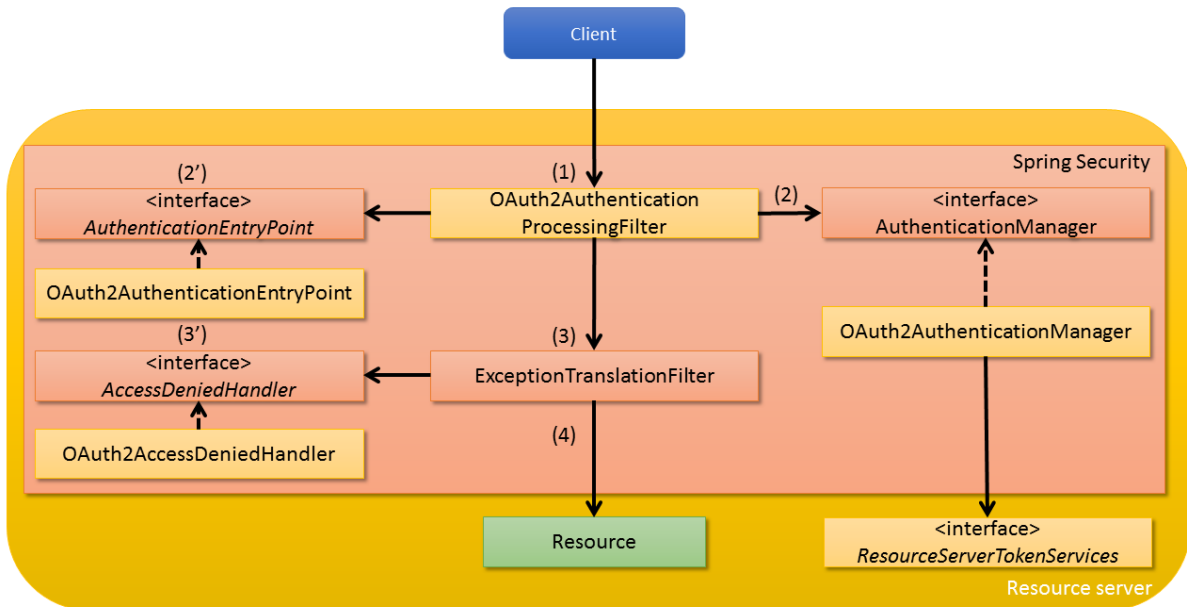 Client
Spring Security
(2’)
<interface>
AuthenticationEntryPoint
OAuth2AuthenticationEntryPoint
(1)
OAuth2Authentication
ProcessingFilter
(2)
<interface>
AuthenticationManager
OAuth2AuthenticationManager
(3’)
<interface>
AccessDeniedHandler
OAuth2AccessDeniedHandler
(3)
ExceptionTranslationFilter
(4)
Resource
<interface>
ResourceServerTokenServices
Resource server